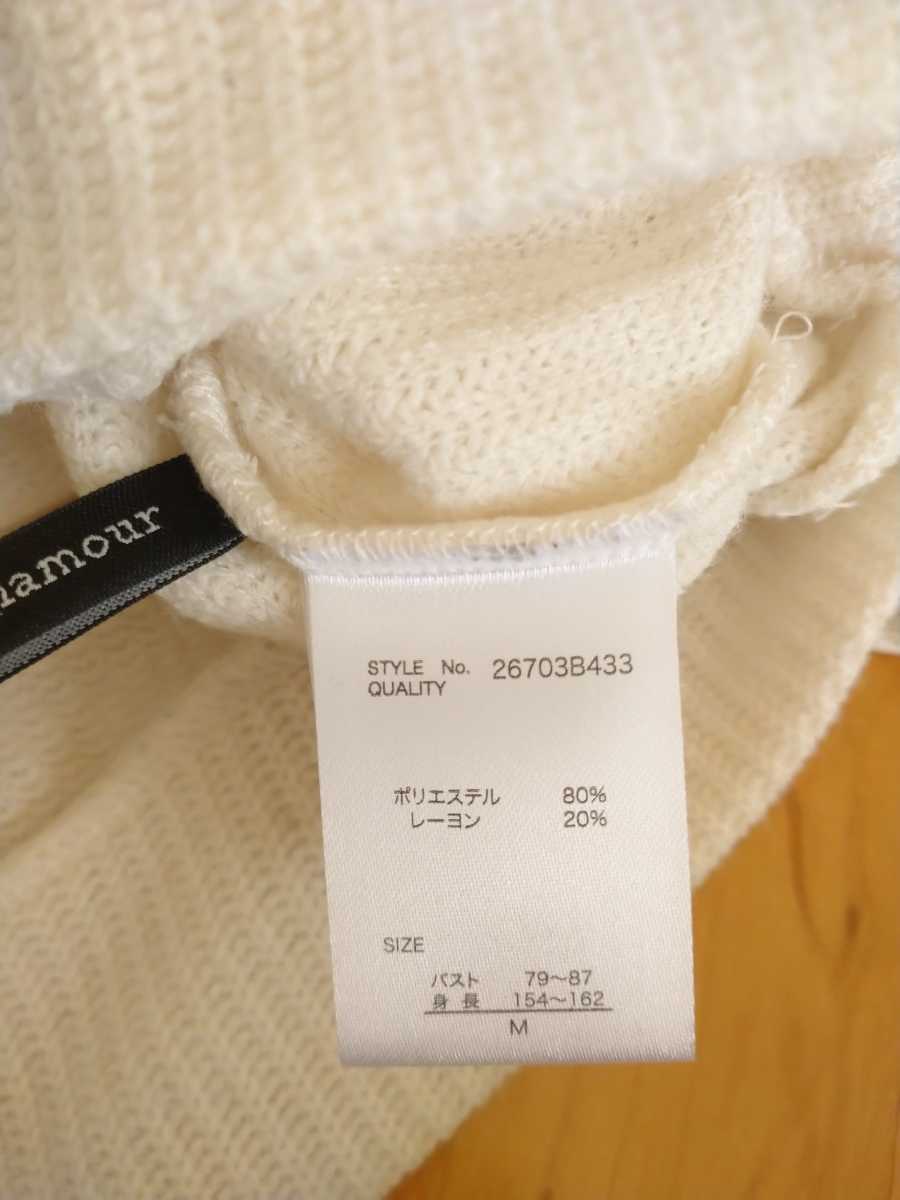 lamour
STYLE No. 26703B433
QUALITY
ポリエステル 80%
レーヨン 20%
SIZE
バスト 79〜87
身長 154〜162
M